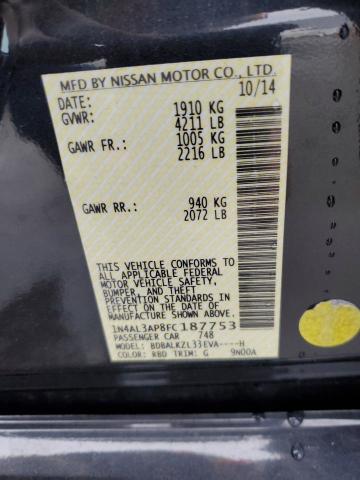 MFD BY NISSAN MOTOR CO., LTD.
DATE: 10/14
GVWR: 1910 KG
4211 LB
GAWR FR.: 1005 KG
2216 LB
GAWR RR.: 940 KG
2072 LB
THIS VEHICLE CONFORMS TO
ALL APPLICABLE FEDERAL
MOTOR VEHICLE SAFETY,
BUMPER, AND THEFT
PREVENTION STANDARDS
IN EFFECT ON THE DATE
OF MANUFACTURE SHOWN
ABOVE.
1N4AL3AP8FC187753
PASSENGER CAR 748
MODEL: BDBALKZL33EVA----H
COLOR: RBD TRIM: G 9N00A